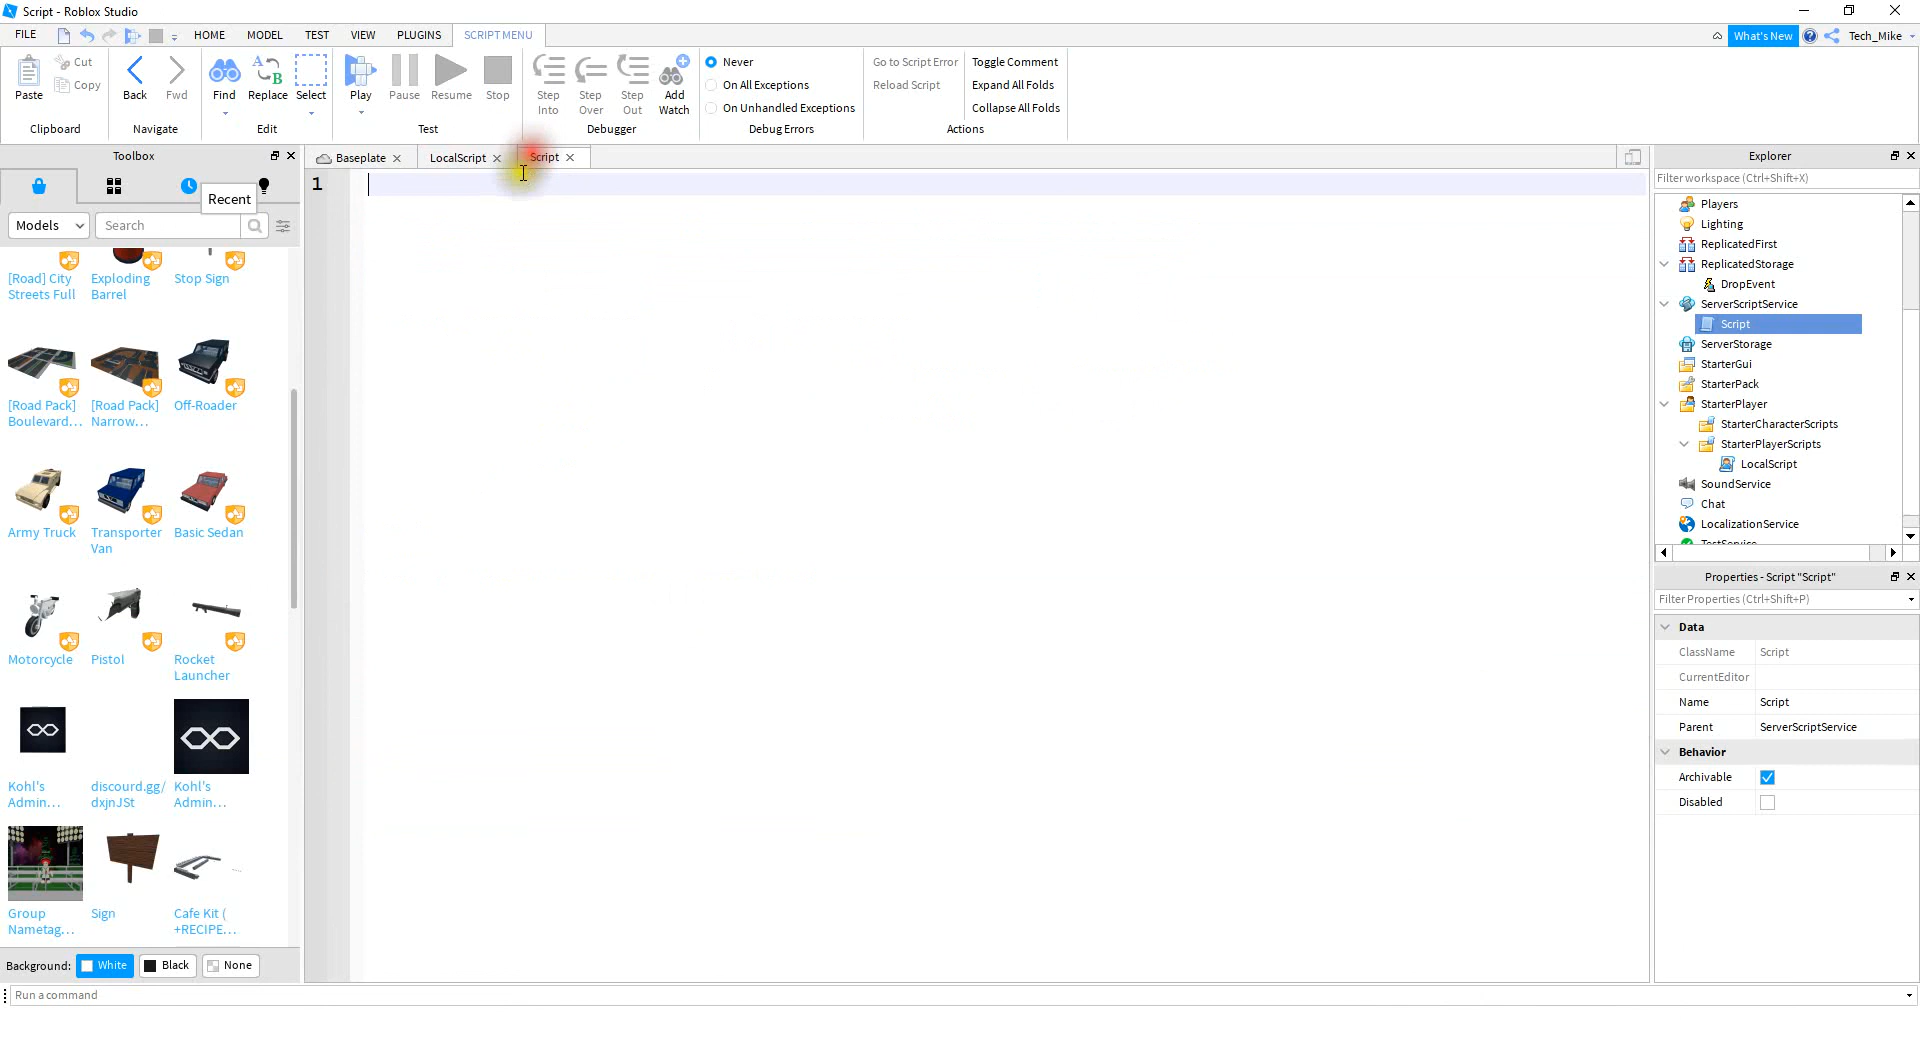 Script - Roblox Studio
FILE HOME MODEL TEST VIEW PLUGINS SCRIPT MENU What's New Tech_Mike
Paste Cut Copy Back Fwd Find Replace Select Play Pause Resume Stop Step Into Step Over Step Out Add Watch
Never
On All Exceptions
On Unhandled Exceptions
Go to Script Error
Reload Script
Toggle Comment
Expand All Folds
Collapse All Folds
Clipboard Navigate Edit Test Debugger Debug Errors Actions
Toolbox
Recent
Models Search
[Road] City Streets Full
Exploding Barrel
Stop Sign
[Road Pack] Boulevard...
[Road Pack] Narrow...
Off-Roader
Army Truck
Transporter Van
Basic Sedan
Motorcycle
Pistol
Rocket Launcher
Kohl's Admin...
discourd.gg/dxjnJSt
Kohl's Admin...
Group Nametag...
Sign
Cafe Kit ( +RECIPE...
Background: White Black None
Baseplate LocalScript Script
1
Explorer
Filter workspace (Ctrl+Shift+X)
Players
Lighting
ReplicatedFirst
ReplicatedStorage
DropEvent
ServerScriptService
Script
ServerStorage
StarterGui
StarterPack
StarterPlayer
StarterCharacterScripts
StarterPlayerScripts
LocalScript
SoundService
Chat
LocalizationService
TestService
Properties - Script "Script"
Filter Properties (Ctrl+Shift+P)
Data
ClassName Script
CurrentEditor
Name Script
Parent ServerScriptService
Behavior
Archivable
Disabled
Run a command